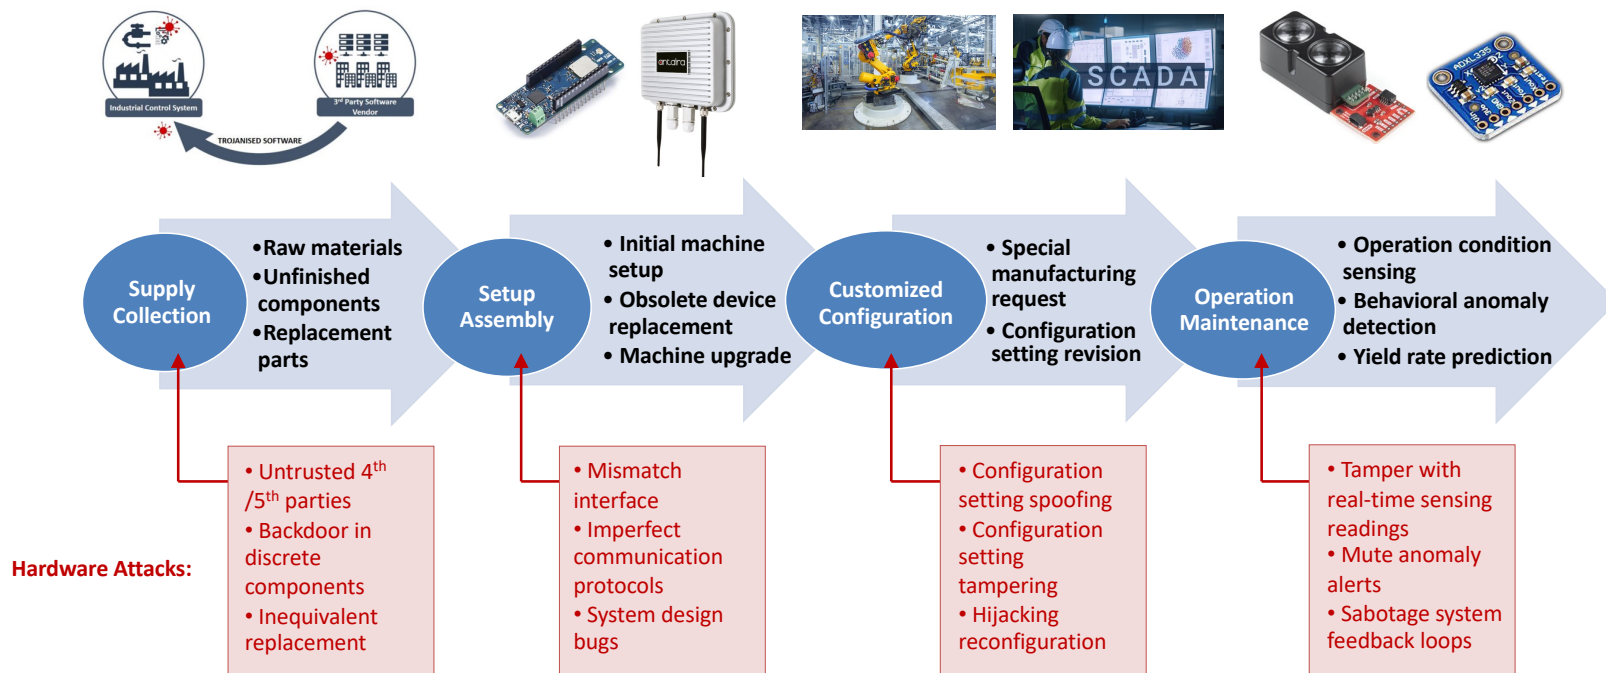 Industrial Control System
3rd Party Software
Vendor
TROJANISED SOFTWARE
antaira
SCADA
ADXL335
Supply
Collection
•Raw materials
•Unfinished
components
•Replacement
parts
Setup
Assembly
• Initial machine
setup
• Obsolete device
replacement
• Machine upgrade
Customized
Configuration
• Special
manufacturing
request
• Configuration
setting revision
Operation
Maintenance
• Operation condition
sensing
• Behavioral anomaly
detection
• Yield rate prediction
Hardware Attacks:
• Untrusted 4th
/5th parties
• Backdoor in
discrete
components
• Inequivalent
replacement
• Mismatch
interface
• Imperfect
communication
protocols
• System design
bugs
• Configuration
setting spoofing
• Configuration
setting
tampering
• Hijacking
reconfiguration
• Tamper with
real-time sensing
readings
• Mute anomaly
alerts
• Sabotage system
feedback loops